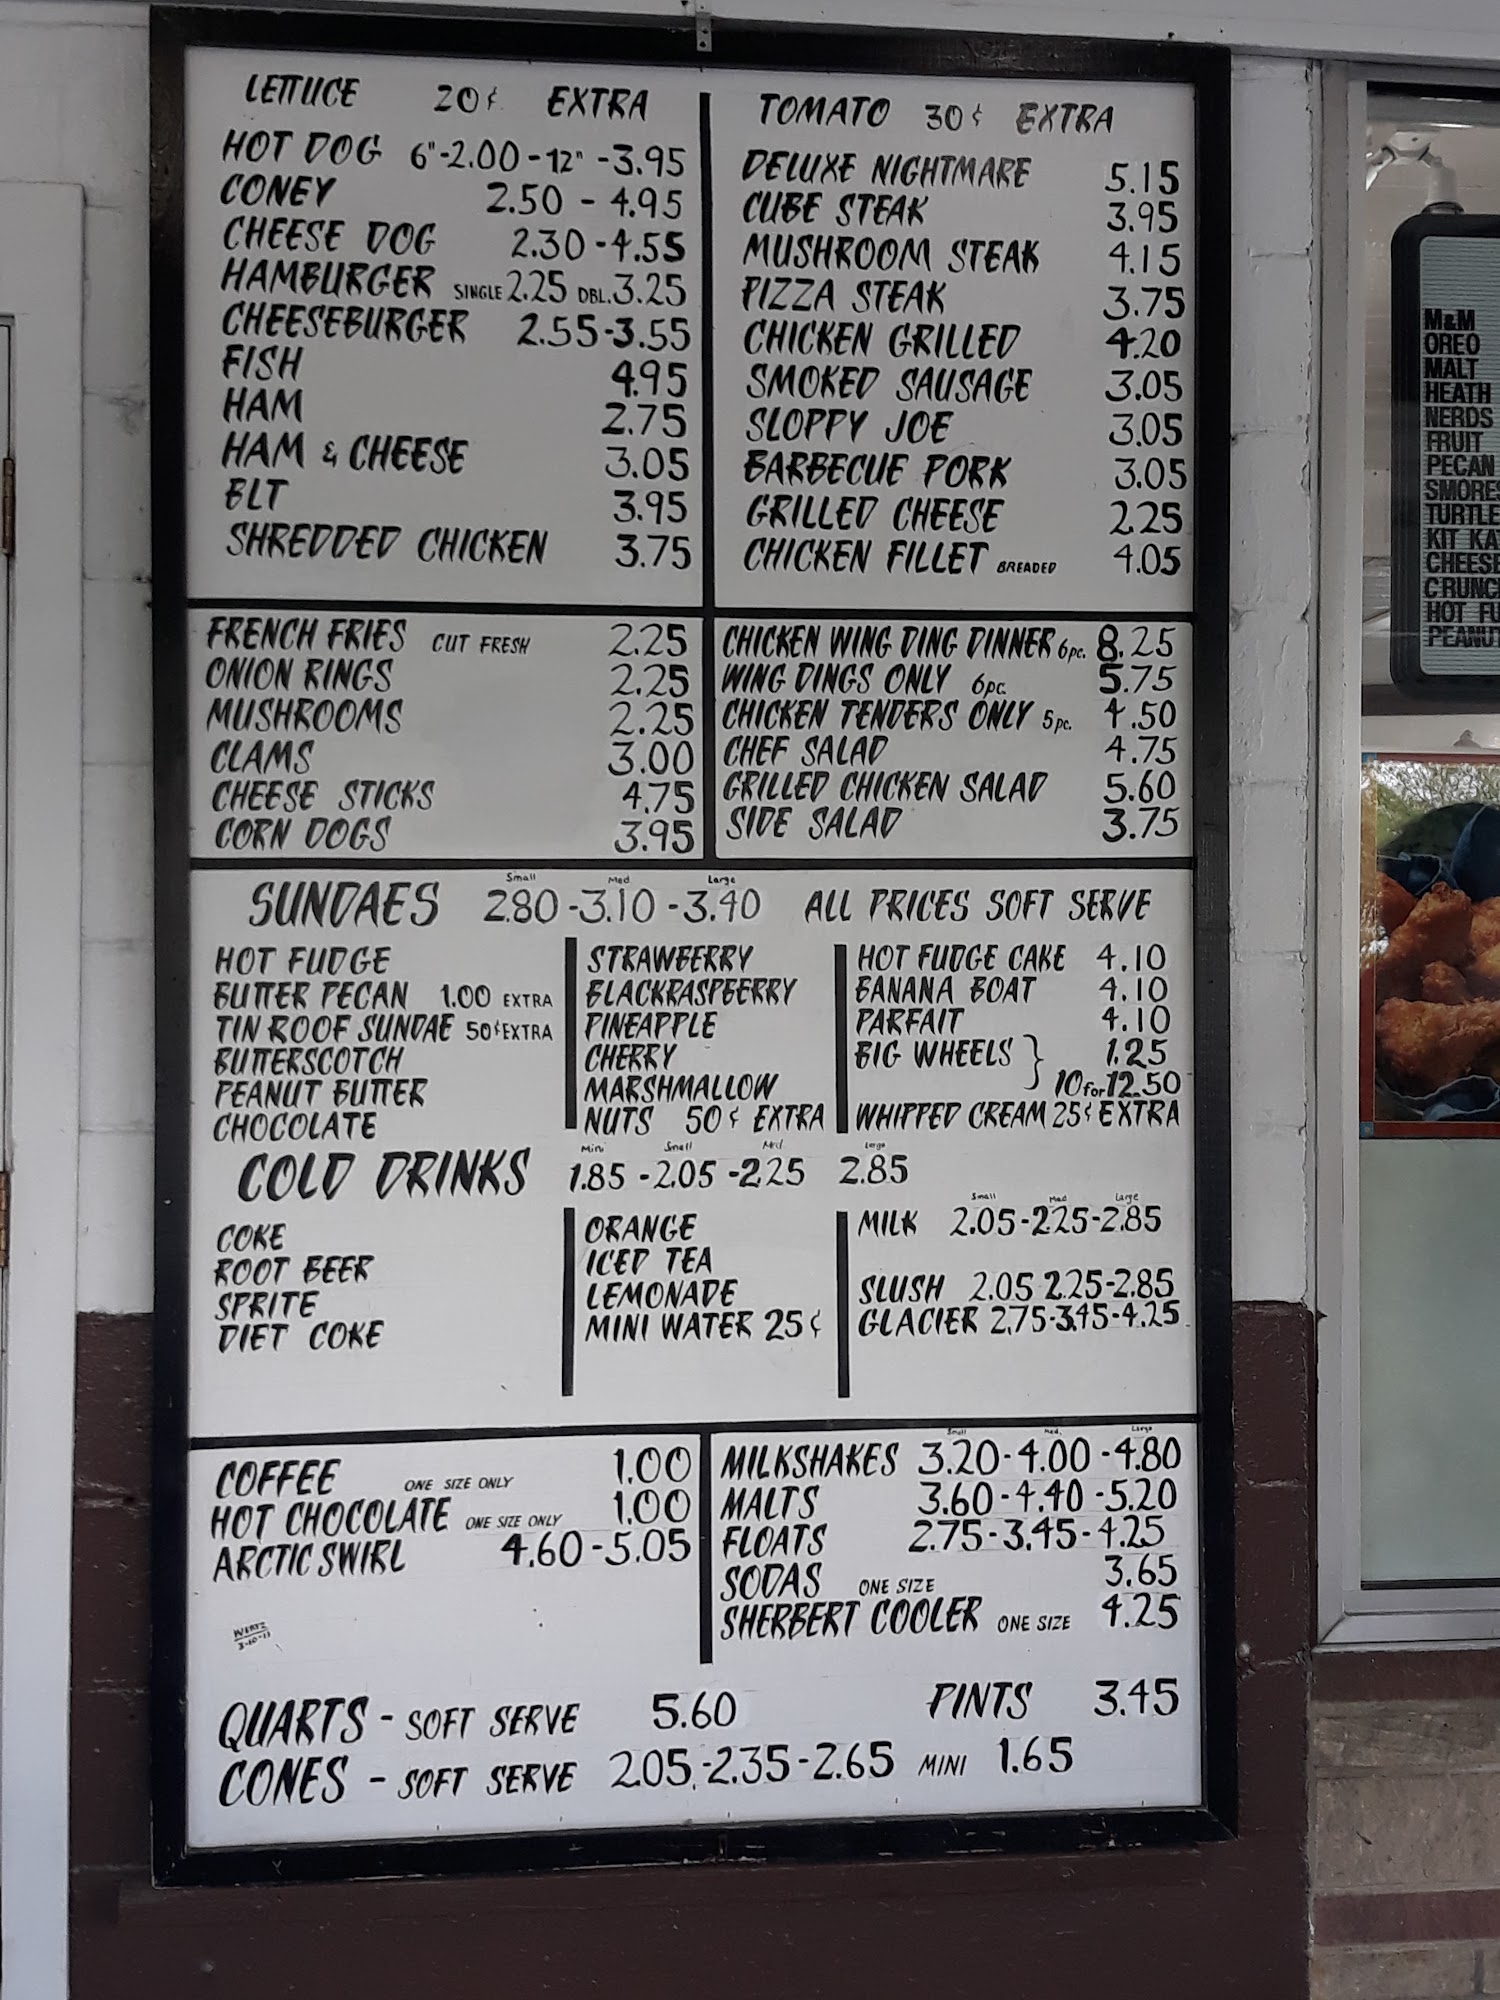 LETTUCE 20¢ EXTRA
HOT DOG 6"-2.00-12"-3.95
CONEY 2.50 - 4.95
CHEESE DOG 2.30-4.55
HAMBURGER SINGLE 2.25 DBL. 3.25
CHEESEBURGER 2.55-3.55
FISH 4.95
HAM 2.75
HAM & CHEESE 3.05
BLT 3.95
SHREDDED CHICKEN 3.75
TOMATO 30¢ EXTRA
DELUXE NIGHTMARE 5.15
CUBE STEAK 3.95
MUSHROOM STEAK 4.15
PIZZA STEAK 3.75
CHICKEN GRILLED 4.20
SMOKED SAUSAGE 3.05
SLOPPY JOE 3.05
BARBECUE PORK 3.05
GRILLED CHEESE 2.25
CHICKEN FILLET BREADED 4.05
FRENCH FRIES CUT FRESH 2.25
ONION RINGS 2.25
MUSHROOMS 2.25
CLAMS 3.00
CHEESE STICKS 4.75
CORN DOGS 3.95
CHICKEN WING DING DINNER 6pc. 8.25
WING DINGS ONLY 6pc. 5.75
CHICKEN TENDERS ONLY 5pc. 4.50
CHEF SALAD 4.75
GRILLED CHICKEN SALAD 5.60
SIDE SALAD 3.75
Small Med Large
SUNDAES 2.80-3.10-3.40 ALL PRICES SOFT SERVE
HOT FUDGE
BUTTER PECAN 1.00 EXTRA
TIN ROOF SUNDAE 50¢ EXTRA
BUTTERSCOTCH
PEANUT BUTTER
CHOCOLATE
STRAWBERRY
BLACKRASPBERRY
PINEAPPLE
CHERRY
MARSHMALLOW
NUTS 50¢ EXTRA
HOT FUDGE CAKE 4.10
BANANA BOAT 4.10
PARFAIT 4.10
BIG WHEELS } 1.25
10 for 12.50
WHIPPED CREAM 25¢ EXTRA
Mini Small Med Large
COLD DRINKS 1.85-2.05-2.25 2.85
COKE
ROOT BEER
SPRITE
DIET COKE
ORANGE
ICED TEA
LEMONADE
MINI WATER 25¢
Small Med Large
MILK 2.05-2.25-2.85
SLUSH 2.05 2.25-2.85
GLACIER 2.75-3.45-4.25
COFFEE ONE SIZE ONLY 1.00
HOT CHOCOLATE ONE SIZE ONLY 1.00
ARCTIC SWIRL 4.60-5.05
WERTZ
3-10-11
Small Med. Large
MILKSHAKES 3.20-4.00-4.80
MALTS 3.60-4.40-5.20
FLOATS 2.75-3.45-4.25
SODAS ONE SIZE 3.65
SHERBERT COOLER ONE SIZE 4.25
QUARTS - SOFT SERVE 5.60 PINTS 3.45
CONES - SOFT SERVE 2.05-2.35-2.65 MINI 1.65
M&M
OREO
MALT
HEATH
NERDS
FRUIT
PECAN
SMORES
TURTLE
KIT KA
CHEESE
CRUNC
HOT FU
PEANUT